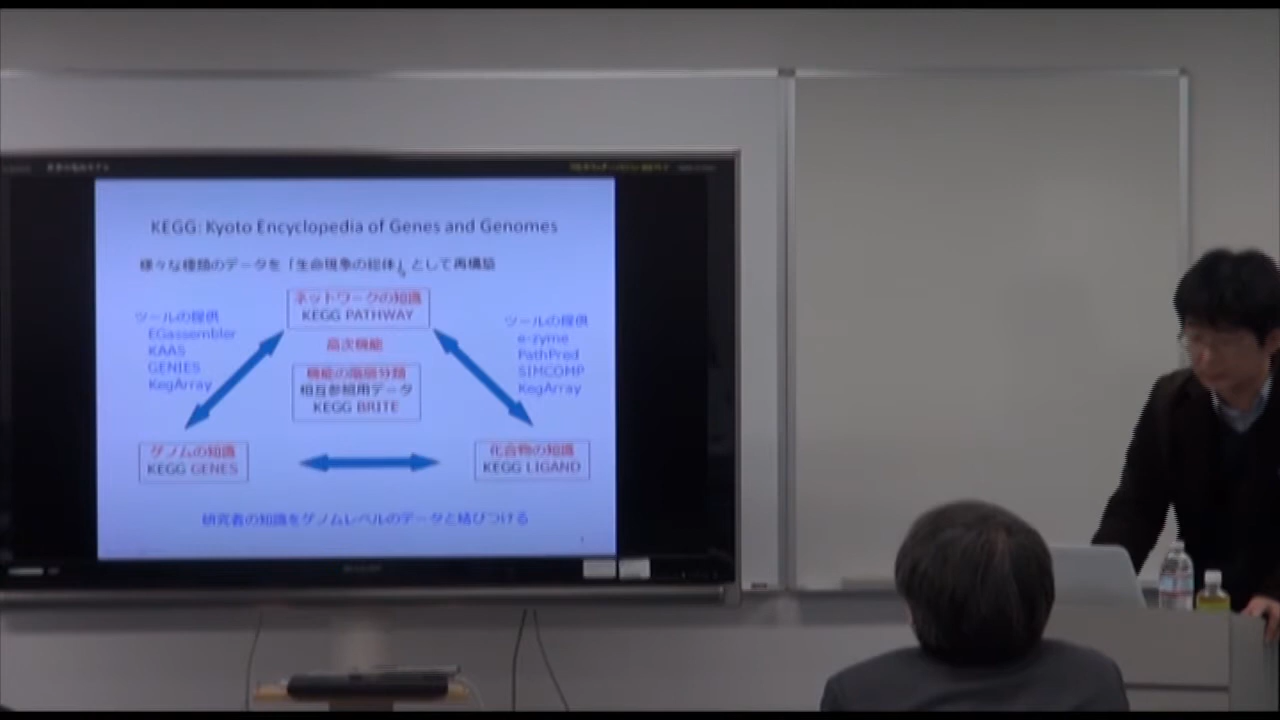 KEGG: Kyoto Encyclopedia of Genes and Genomes
様々な種類のデータを「生命現象の総体」として再構築
ネットワークの知識
KEGG PATHWAY
ツールの提供
EGassembler
KAAS
GENIES
KegArray
高次機能
機能の階層分類
相互参照用データ
KEGG BRITE
ツールの提供
e-zyme
PathPred
SIMCOMP
KegArray
ゲノムの知識
KEGG GENES
化合物の知識
KEGG LIGAND
研究者の知識をゲノムレベルのデータと結びつける